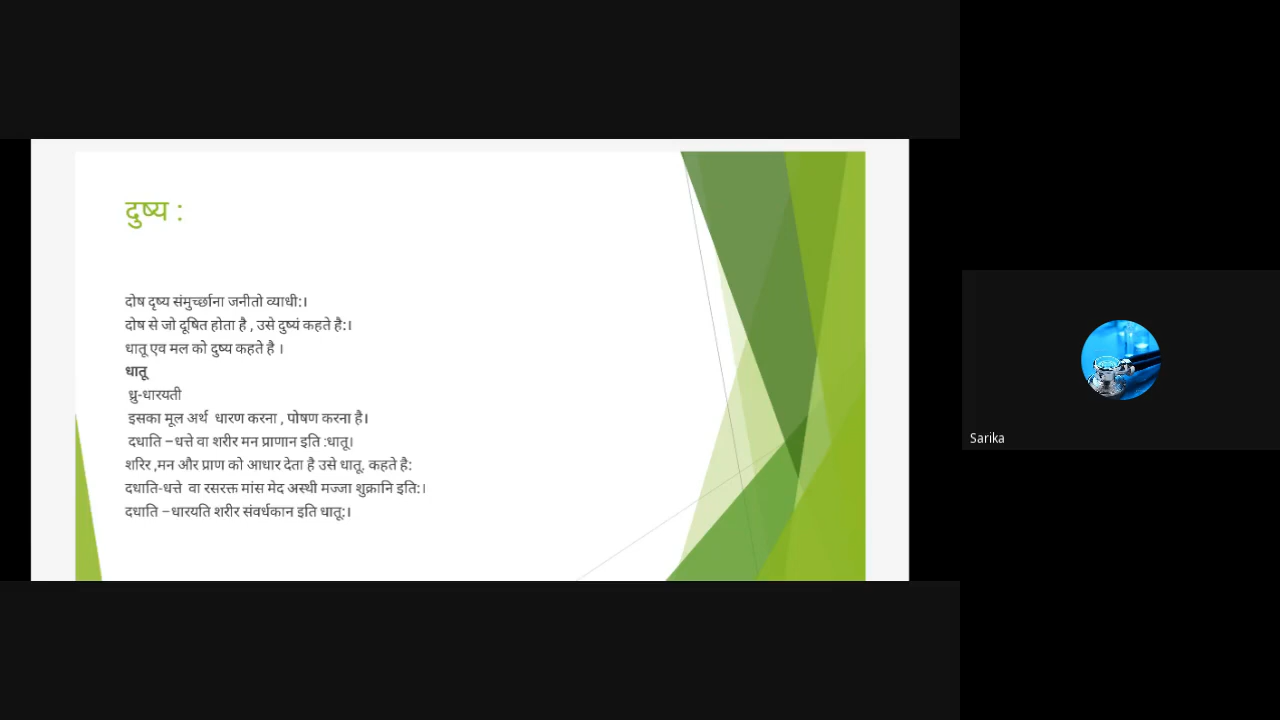 दुष्य :
दोष दृष्य संमुर्च्छाना जनीतो व्याधी:।
दोष से जो दूषित होता है , उसे दुष्यं कहते है:।
धातू एव मल को दुष्य कहते है ।
धातू
ध्रु-धारयती
इसका मूल अर्थ धारण करना , पोषण करना है।
दधाति –धत्ते वा शरीर मन प्राणान इति :धातू।
शरिर ,मन और प्राण को आधार देता है उसे धातू. कहते है:
दधाति-धत्ते वा रसरक्त मांस मेद अस्थी मज्जा शुक्रानि इति:।
दधाति –धारयति शरीर संवर्धकान इति धातू:।
Sarika